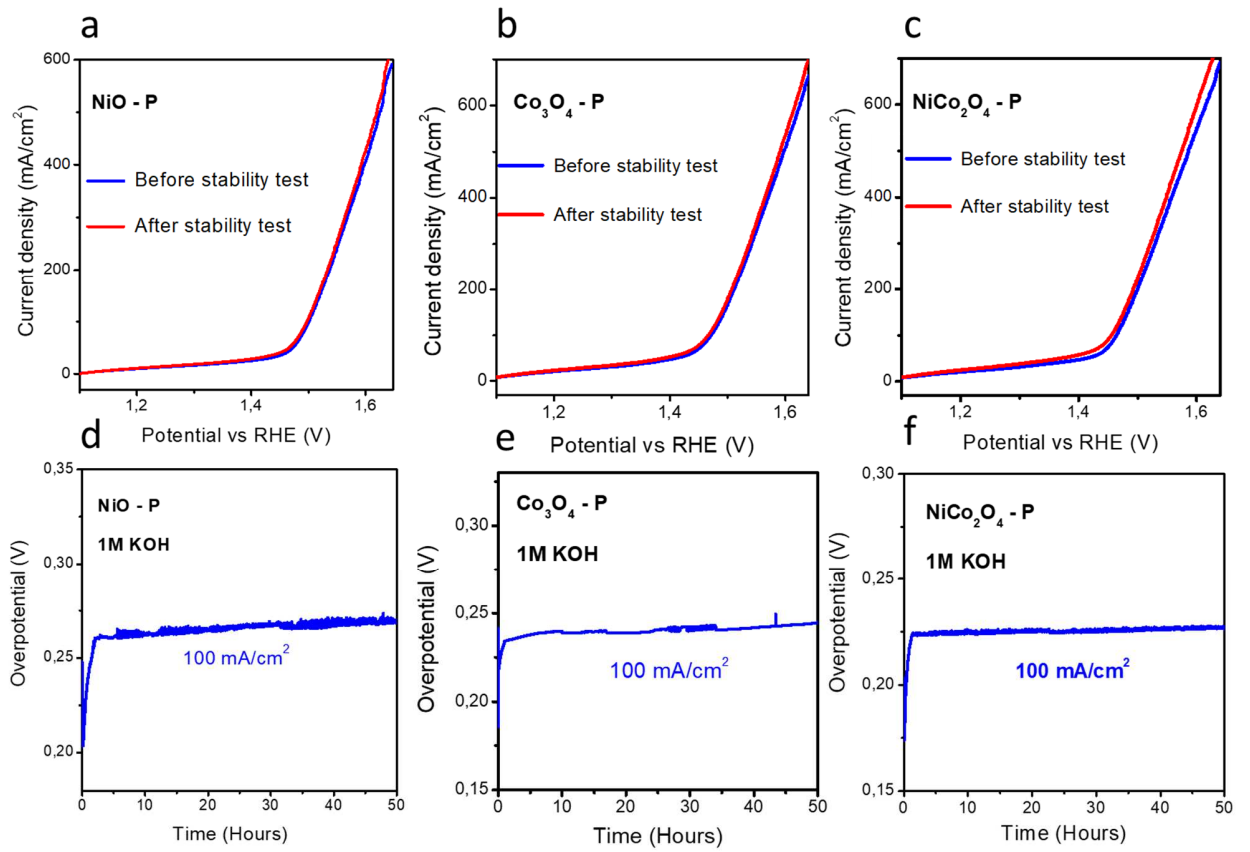 a
600
400
200
0
Current density (mA/cm²)
NiO - P
Before stability test
After stability test
1,2
1,4
1,6
Potential vs RHE (V)
b
600
400
200
0
Current density (mA/cm²)
Co₃O₄ - P
Before stability test
After stability test
1,2
1,4
1,6
Potential vs RHE (V)
c
600
400
200
0
Current density (mA/cm²)
NiCo₂O₄ - P
Before stability test
After stability test
1,2
1,4
1,6
Potential vs RHE (V)
d
0,35
0,30
0,25
0,20
Overpotential (V)
NiO - P
1M KOH
100 mA/cm²
0
10
20
30
40
50
Time (Hours)
e
0,30
0,25
0,20
0,15
Overpotential (V)
Co₃O₄ - P
1M KOH
100 mA/cm²
0
10
20
30
40
50
Time (Hours)
f
0,30
0,25
0,20
0,15
Overpotential (V)
NiCo₂O₄ - P
1M KOH
100 mA/cm²
0
10
20
30
40
50
Time (Hours)